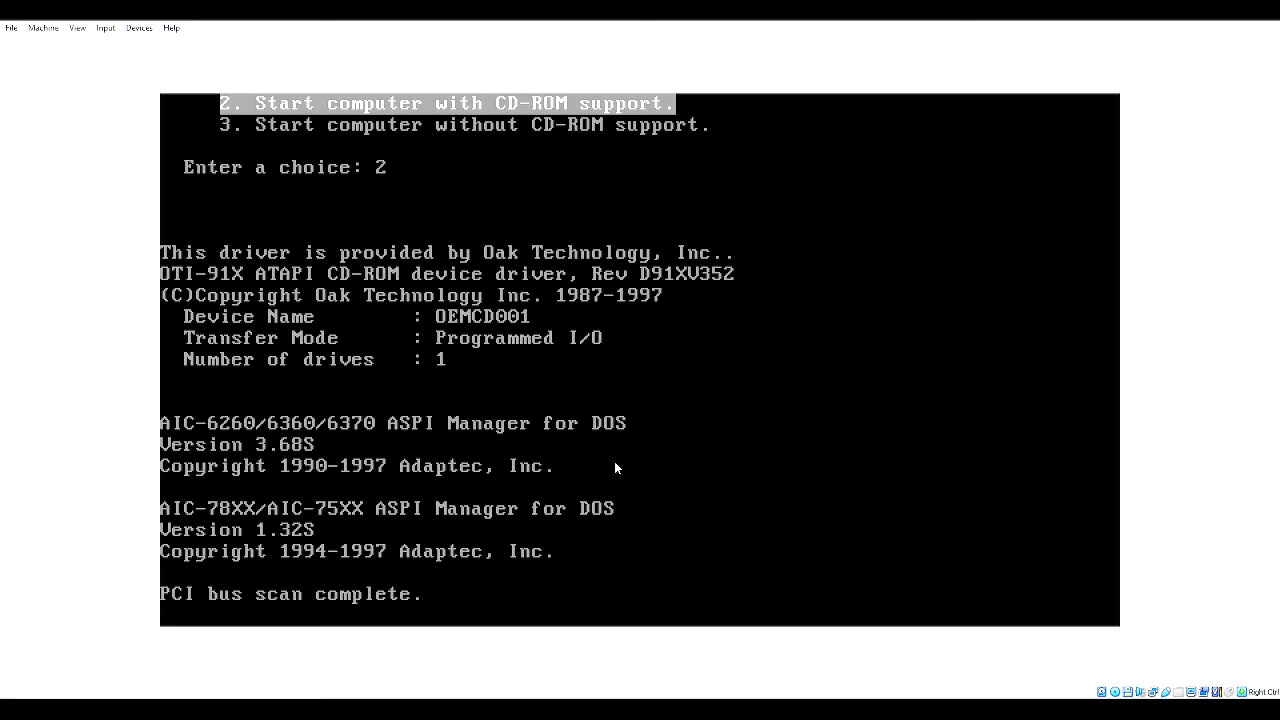 File Machine View Input Devices Help
2. Start computer with CD-ROM support.
3. Start computer without CD-ROM support.
Enter a choice: 2
This driver is provided by Oak Technology, Inc..
OTI-91X ATAPI CD-ROM device driver, Rev D91XV352
(C)Copyright Oak Technology Inc. 1987-1997
Device Name : OEMCD001
Transfer Mode : Programmed I/O
Number of drives : 1
AIC-6260/6360/6370 ASPI Manager for DOS
Version 3.68S
Copyright 1990-1997 Adaptec, Inc.
AIC-78XX/AIC-75XX ASPI Manager for DOS
Version 1.32S
Copyright 1994-1997 Adaptec, Inc.
PCI bus scan complete.
Right Ctrl